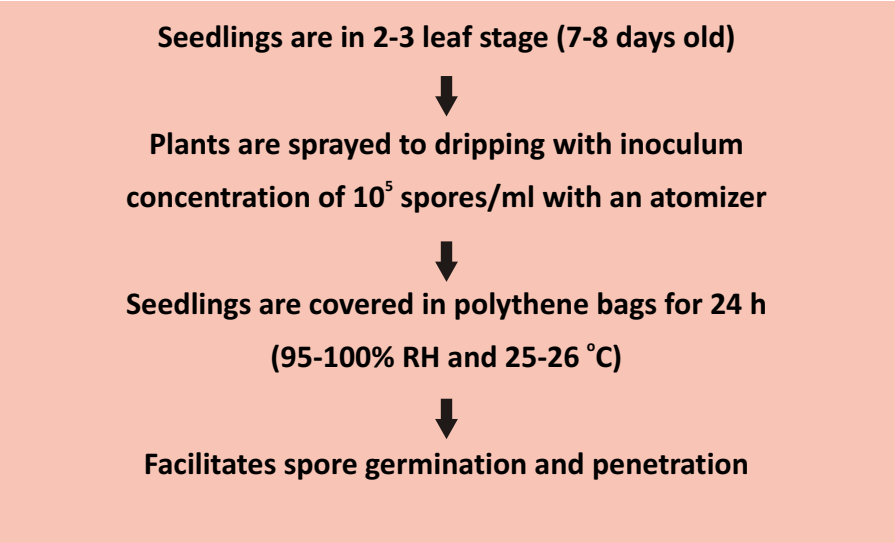 Seedlings are in 2-3 leaf stage (7-8 days old)
Plants are sprayed to dripping with inoculum
concentration of 10⁵ spores/ml with an atomizer
Seedlings are covered in polythene bags for 24 h
(95-100% RH and 25-26 °C)
Facilitates spore germination and penetration